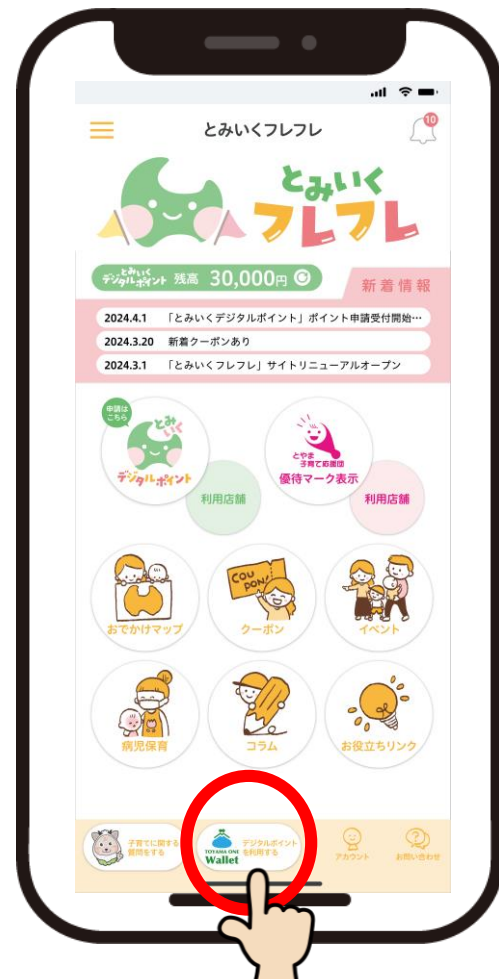 とみいくフレフレ
10
とみいく
フレフレ
とみいく
デジタルポイント 残高 30,000円
新着情報
2024.4.1 「とみいくデジタルポイント」ポイント申請受付開始…
2024.3.20 新着クーポンあり
2024.3.1 「とみいくフレフレ」サイトリニューアルオープン
申請は
こちら
とみいく
デジタルポイント
利用店舗
とやま
子育て応援団
優待マーク表示
利用店舗
おでかけマップ
COUPON!
クーポン
イベント
病児保育
コラム
お役立ちリンク
子育てに関する
質問をする
TOYAMA ONE
Wallet
デジタルポイント
を利用する
アカウント
お問い合わせ